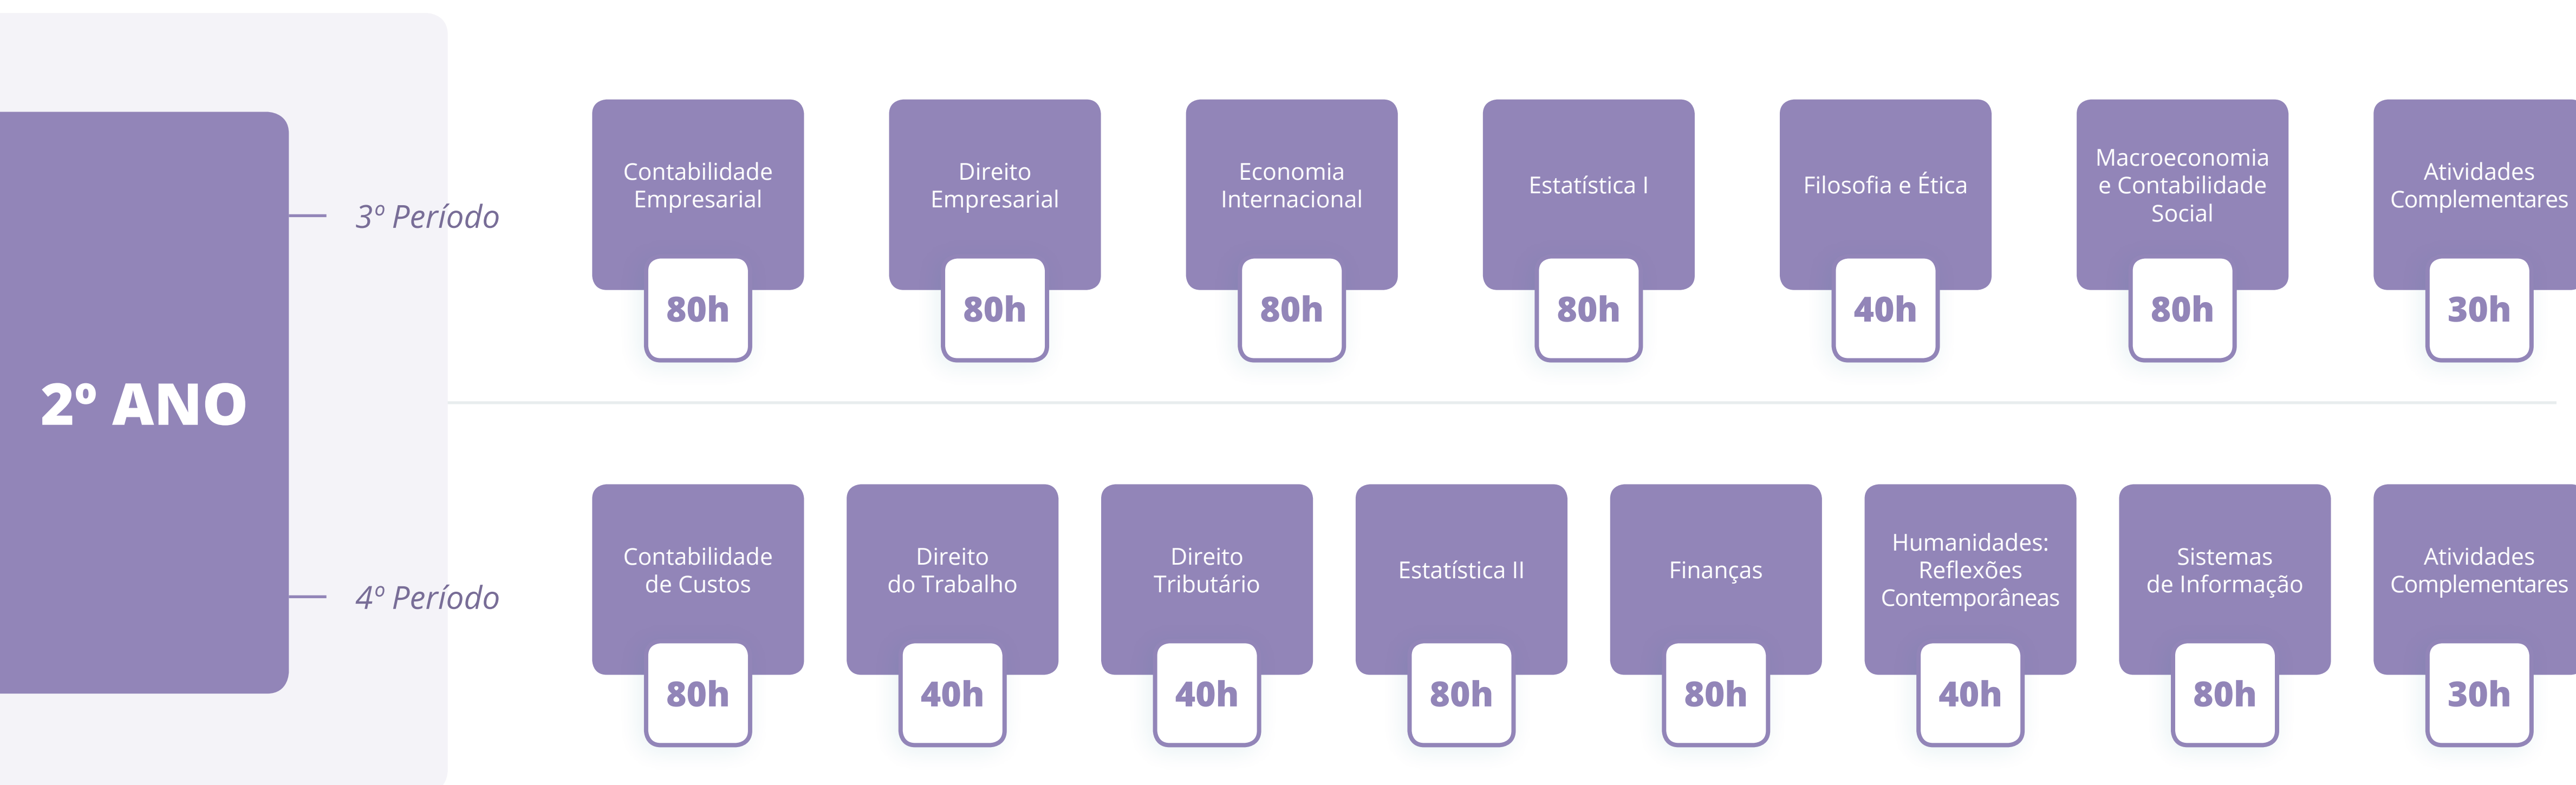 2º ANO
3º Período
Contabilidade
Empresarial
80h
Direito
Empresarial
80h
Economia
Internacional
80h
Estatística I
80h
Filosofia e Ética
40h
Macroeconomia
e Contabilidade
Social
80h
Atividades
Complementares
30h
4º Período
Contabilidade
de Custos
80h
Direito
do Trabalho
40h
Direito
Tributário
40h
Estatística II
80h
Finanças
80h
Humanidades:
Reflexões
Contemporâneas
40h
Sistemas
de Informação
80h
Atividades
Complementares
30h